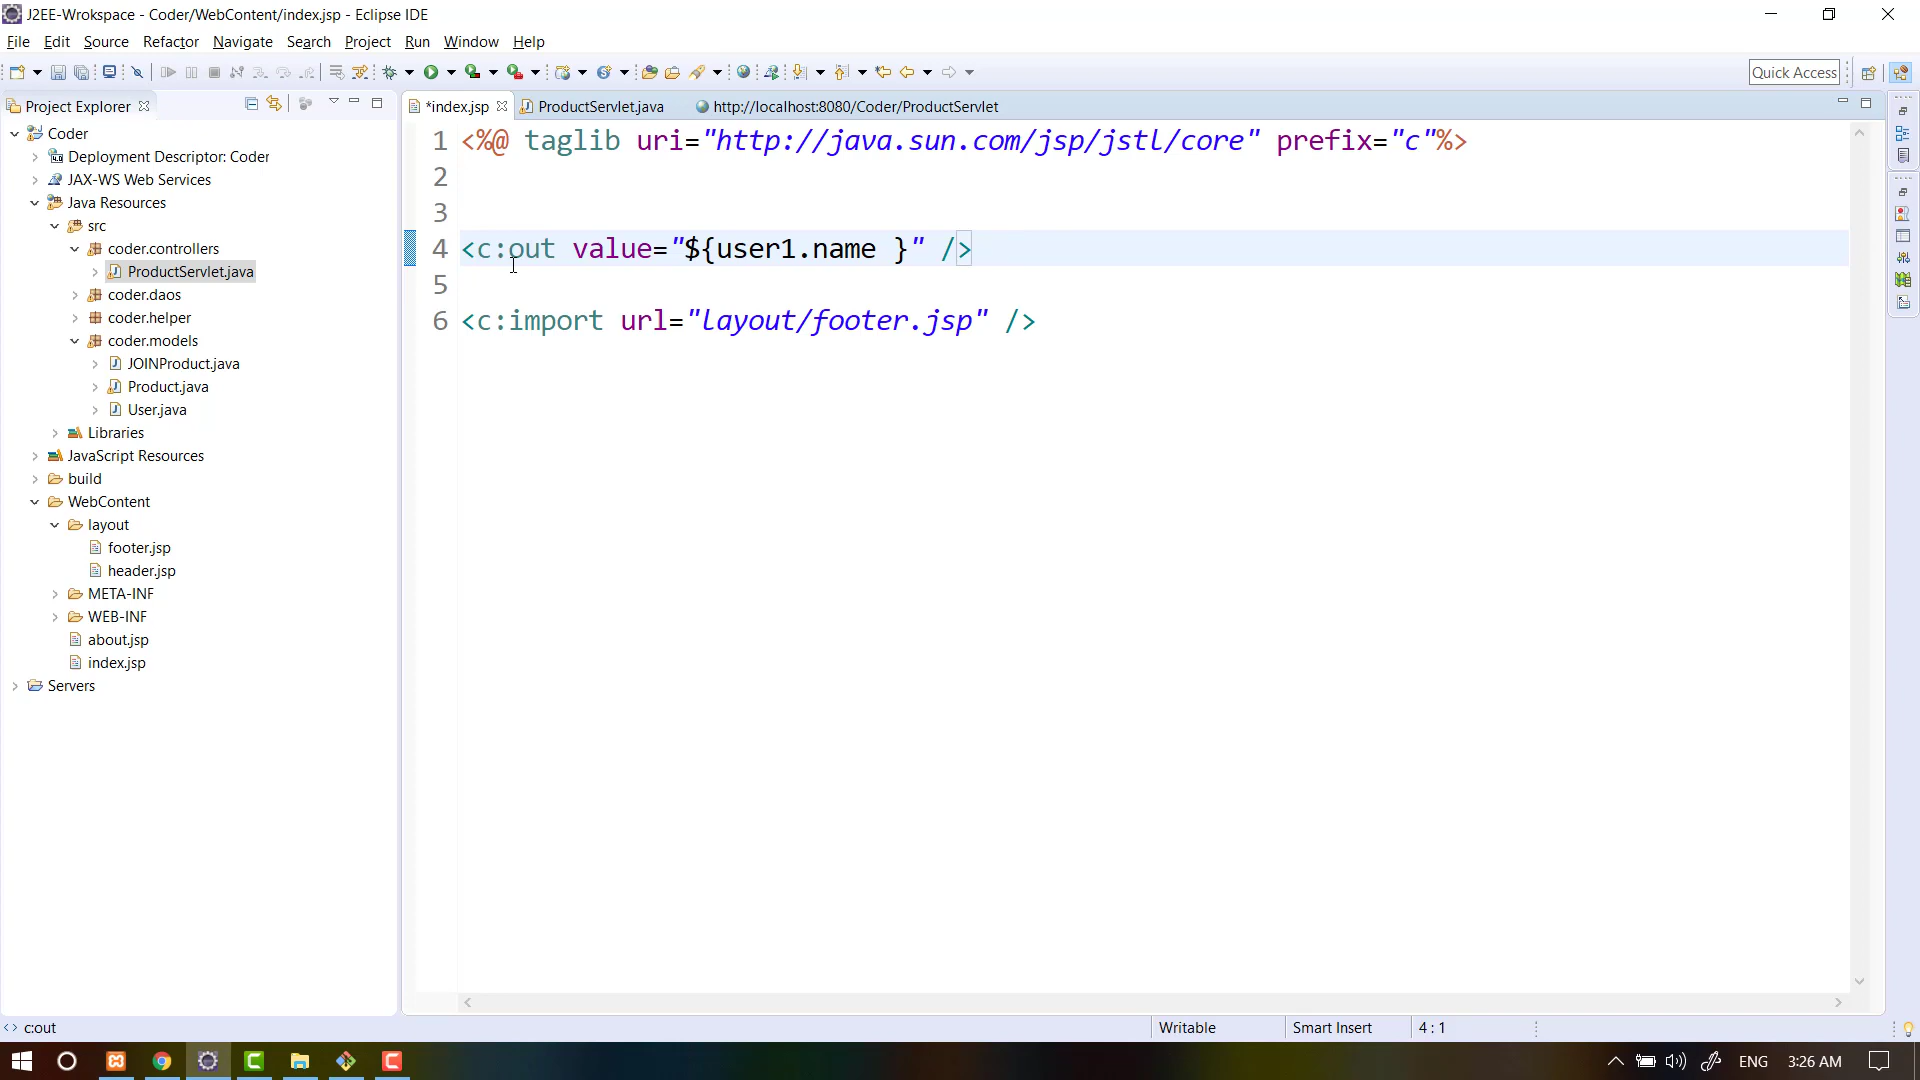 J2EE-Wrokspace - Coder/WebContent/index.jsp - Eclipse IDE
File Edit Source Refactor Navigate Search Project Run Window Help
Quick Access
Project Explorer
*index.jsp ProductServlet.java http://localhost:8080/Coder/ProductServlet
Coder
Deployment Descriptor: Coder
JAX-WS Web Services
Java Resources
src
coder.controllers
ProductServlet.java
coder.daos
coder.helper
coder.models
JOINProduct.java
Product.java
User.java
Libraries
JavaScript Resources
build
WebContent
layout
footer.jsp
header.jsp
META-INF
WEB-INF
about.jsp
index.jsp
Servers
1 <%@ taglib uri="http://java.sun.com/jsp/jstl/core" prefix="c"%>
2
3
4 <c:out value="${user1.name }" />
5
6 <c:import url="layout/footer.jsp" />
c:out
Writable Smart Insert 4 : 1
ENG 3:26 AM